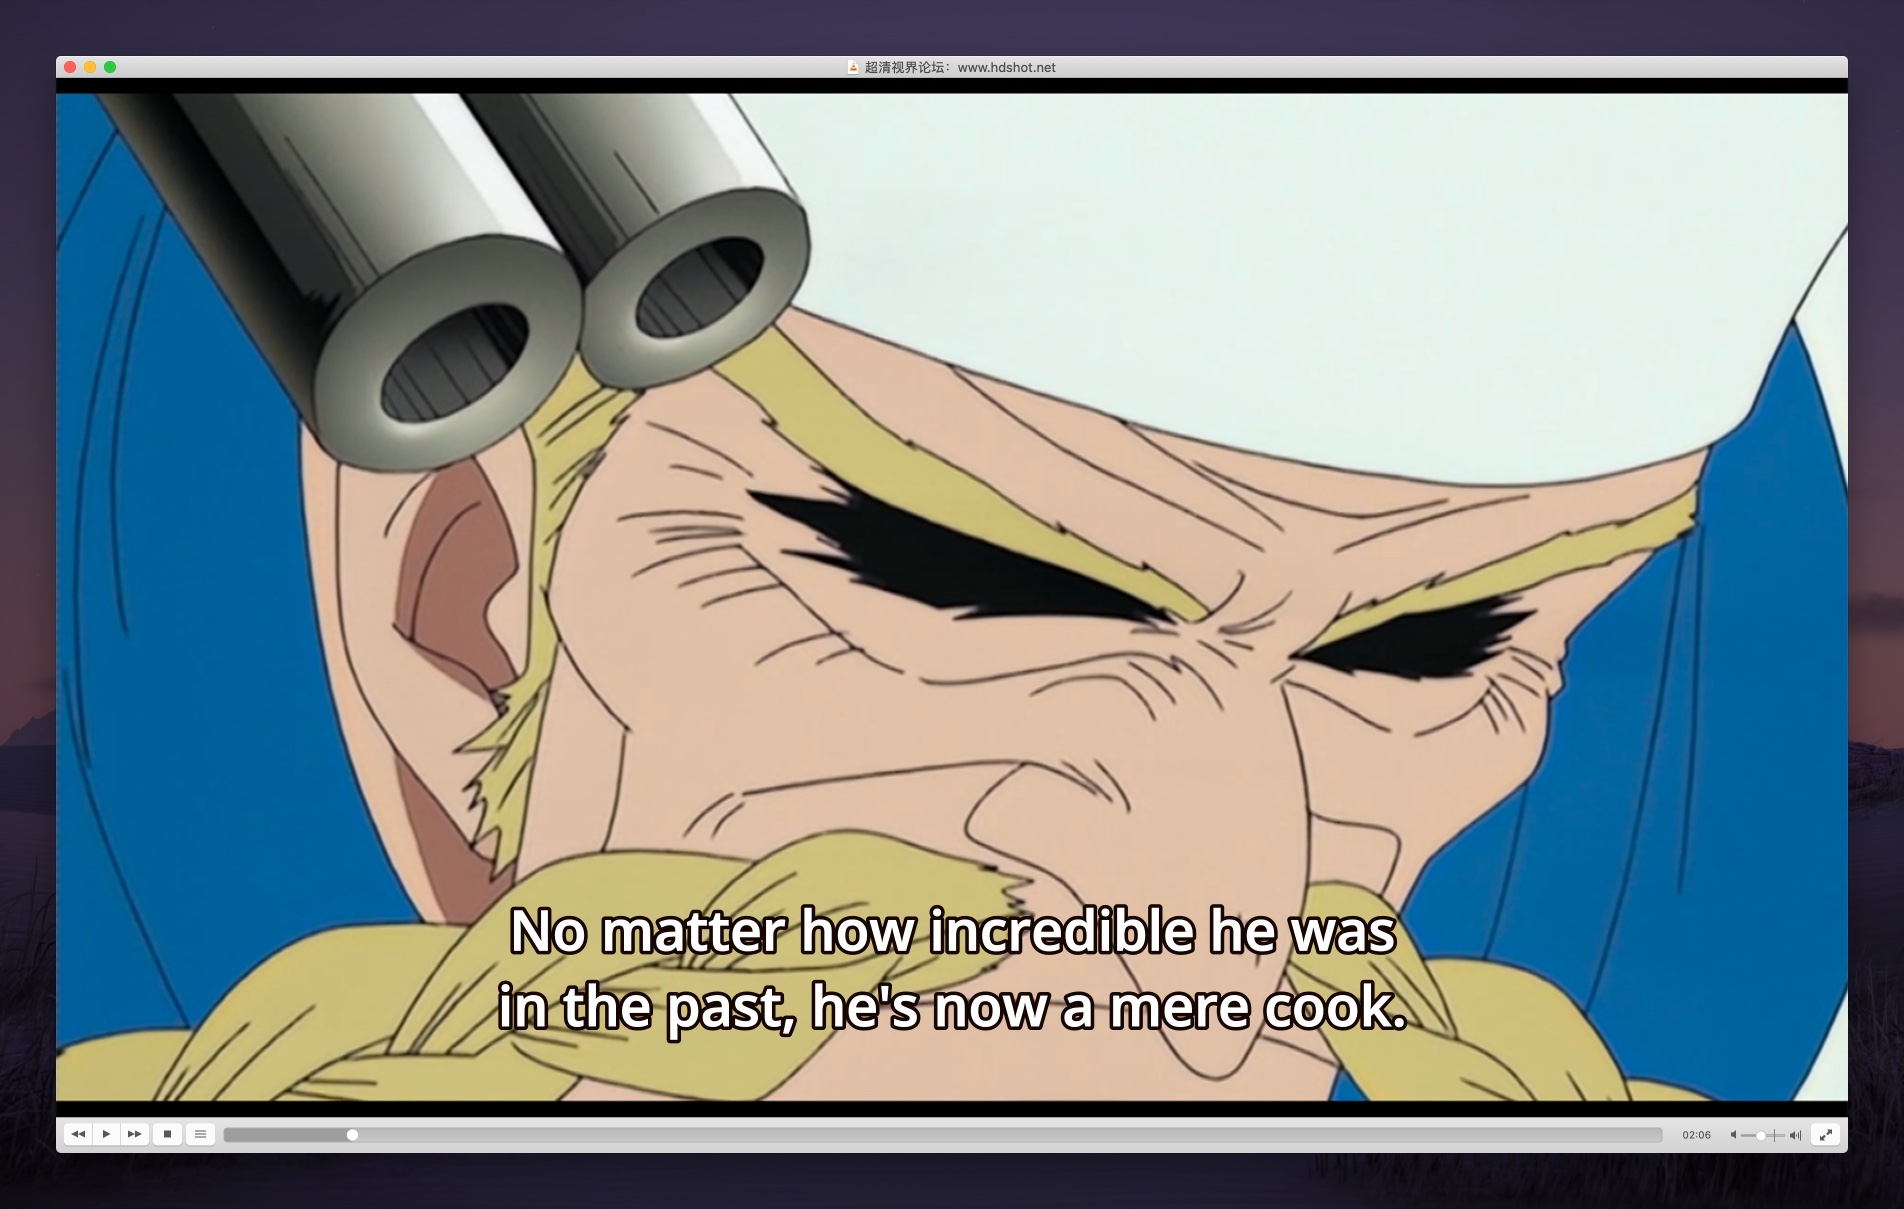 超清视界论坛：www.hdshot.net
No matter how incredible he was
in the past, he's now a mere cook.
02:06